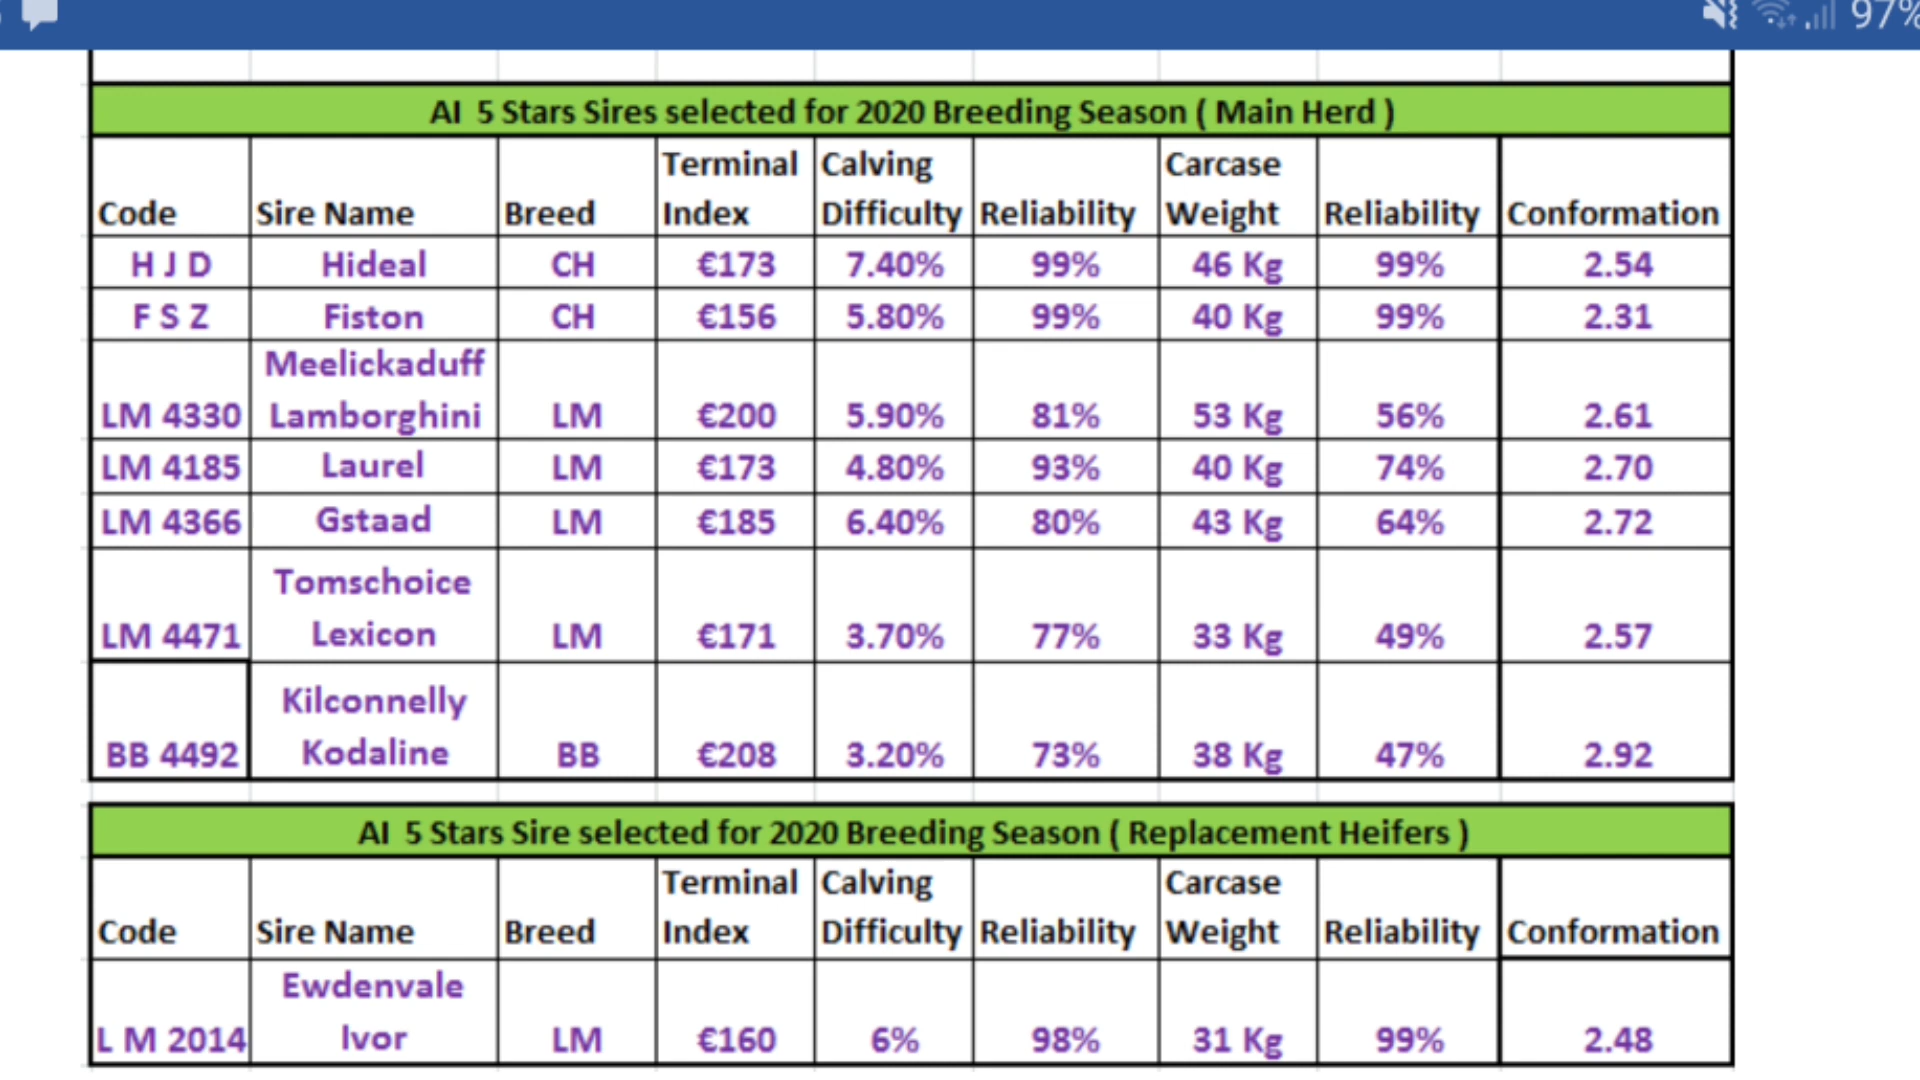 97%
AI 5 Stars Sires selected for 2020 Breeding Season ( Main Herd )
Code Sire Name Breed Terminal Index Calving Difficulty Reliability Carcase Weight Reliability Conformation
H J D Hideal CH €173 7.40% 99% 46 Kg 99% 2.54
F S Z Fiston CH €156 5.80% 99% 40 Kg 99% 2.31
LM 4330 Meelickaduff Lamborghini LM €200 5.90% 81% 53 Kg 56% 2.61
LM 4185 Laurel LM €173 4.80% 93% 40 Kg 74% 2.70
LM 4366 Gstaad LM €185 6.40% 80% 43 Kg 64% 2.72
LM 4471 Tomschoice Lexicon LM €171 3.70% 77% 33 Kg 49% 2.57
BB 4492 Kilconnelly Kodaline BB €208 3.20% 73% 38 Kg 47% 2.92
AI 5 Stars Sire selected for 2020 Breeding Season ( Replacement Heifers )
Code Sire Name Breed Terminal Index Calving Difficulty Reliability Carcase Weight Reliability Conformation
L M 2014 Ewdenvale Ivor LM €160 6% 98% 31 Kg 99% 2.48